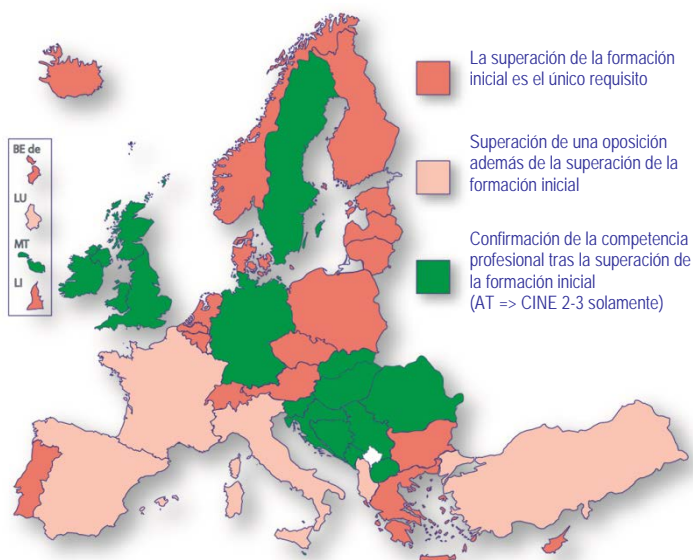 La superación de la formación
inicial es el único requisito
BE de
LU
MT
LI
Superación de una oposición
además de la superación de la
formación inicial
Confirmación de la competencia
profesional tras la superación de
la formación inicial
(AT => CINE 2-3 solamente)